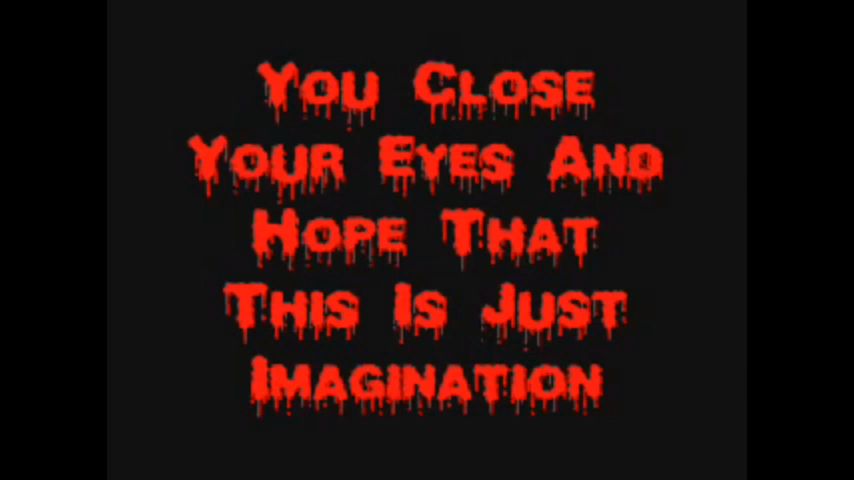 You Close
Your Eyes And
Hope That
This Is Just
Imagination